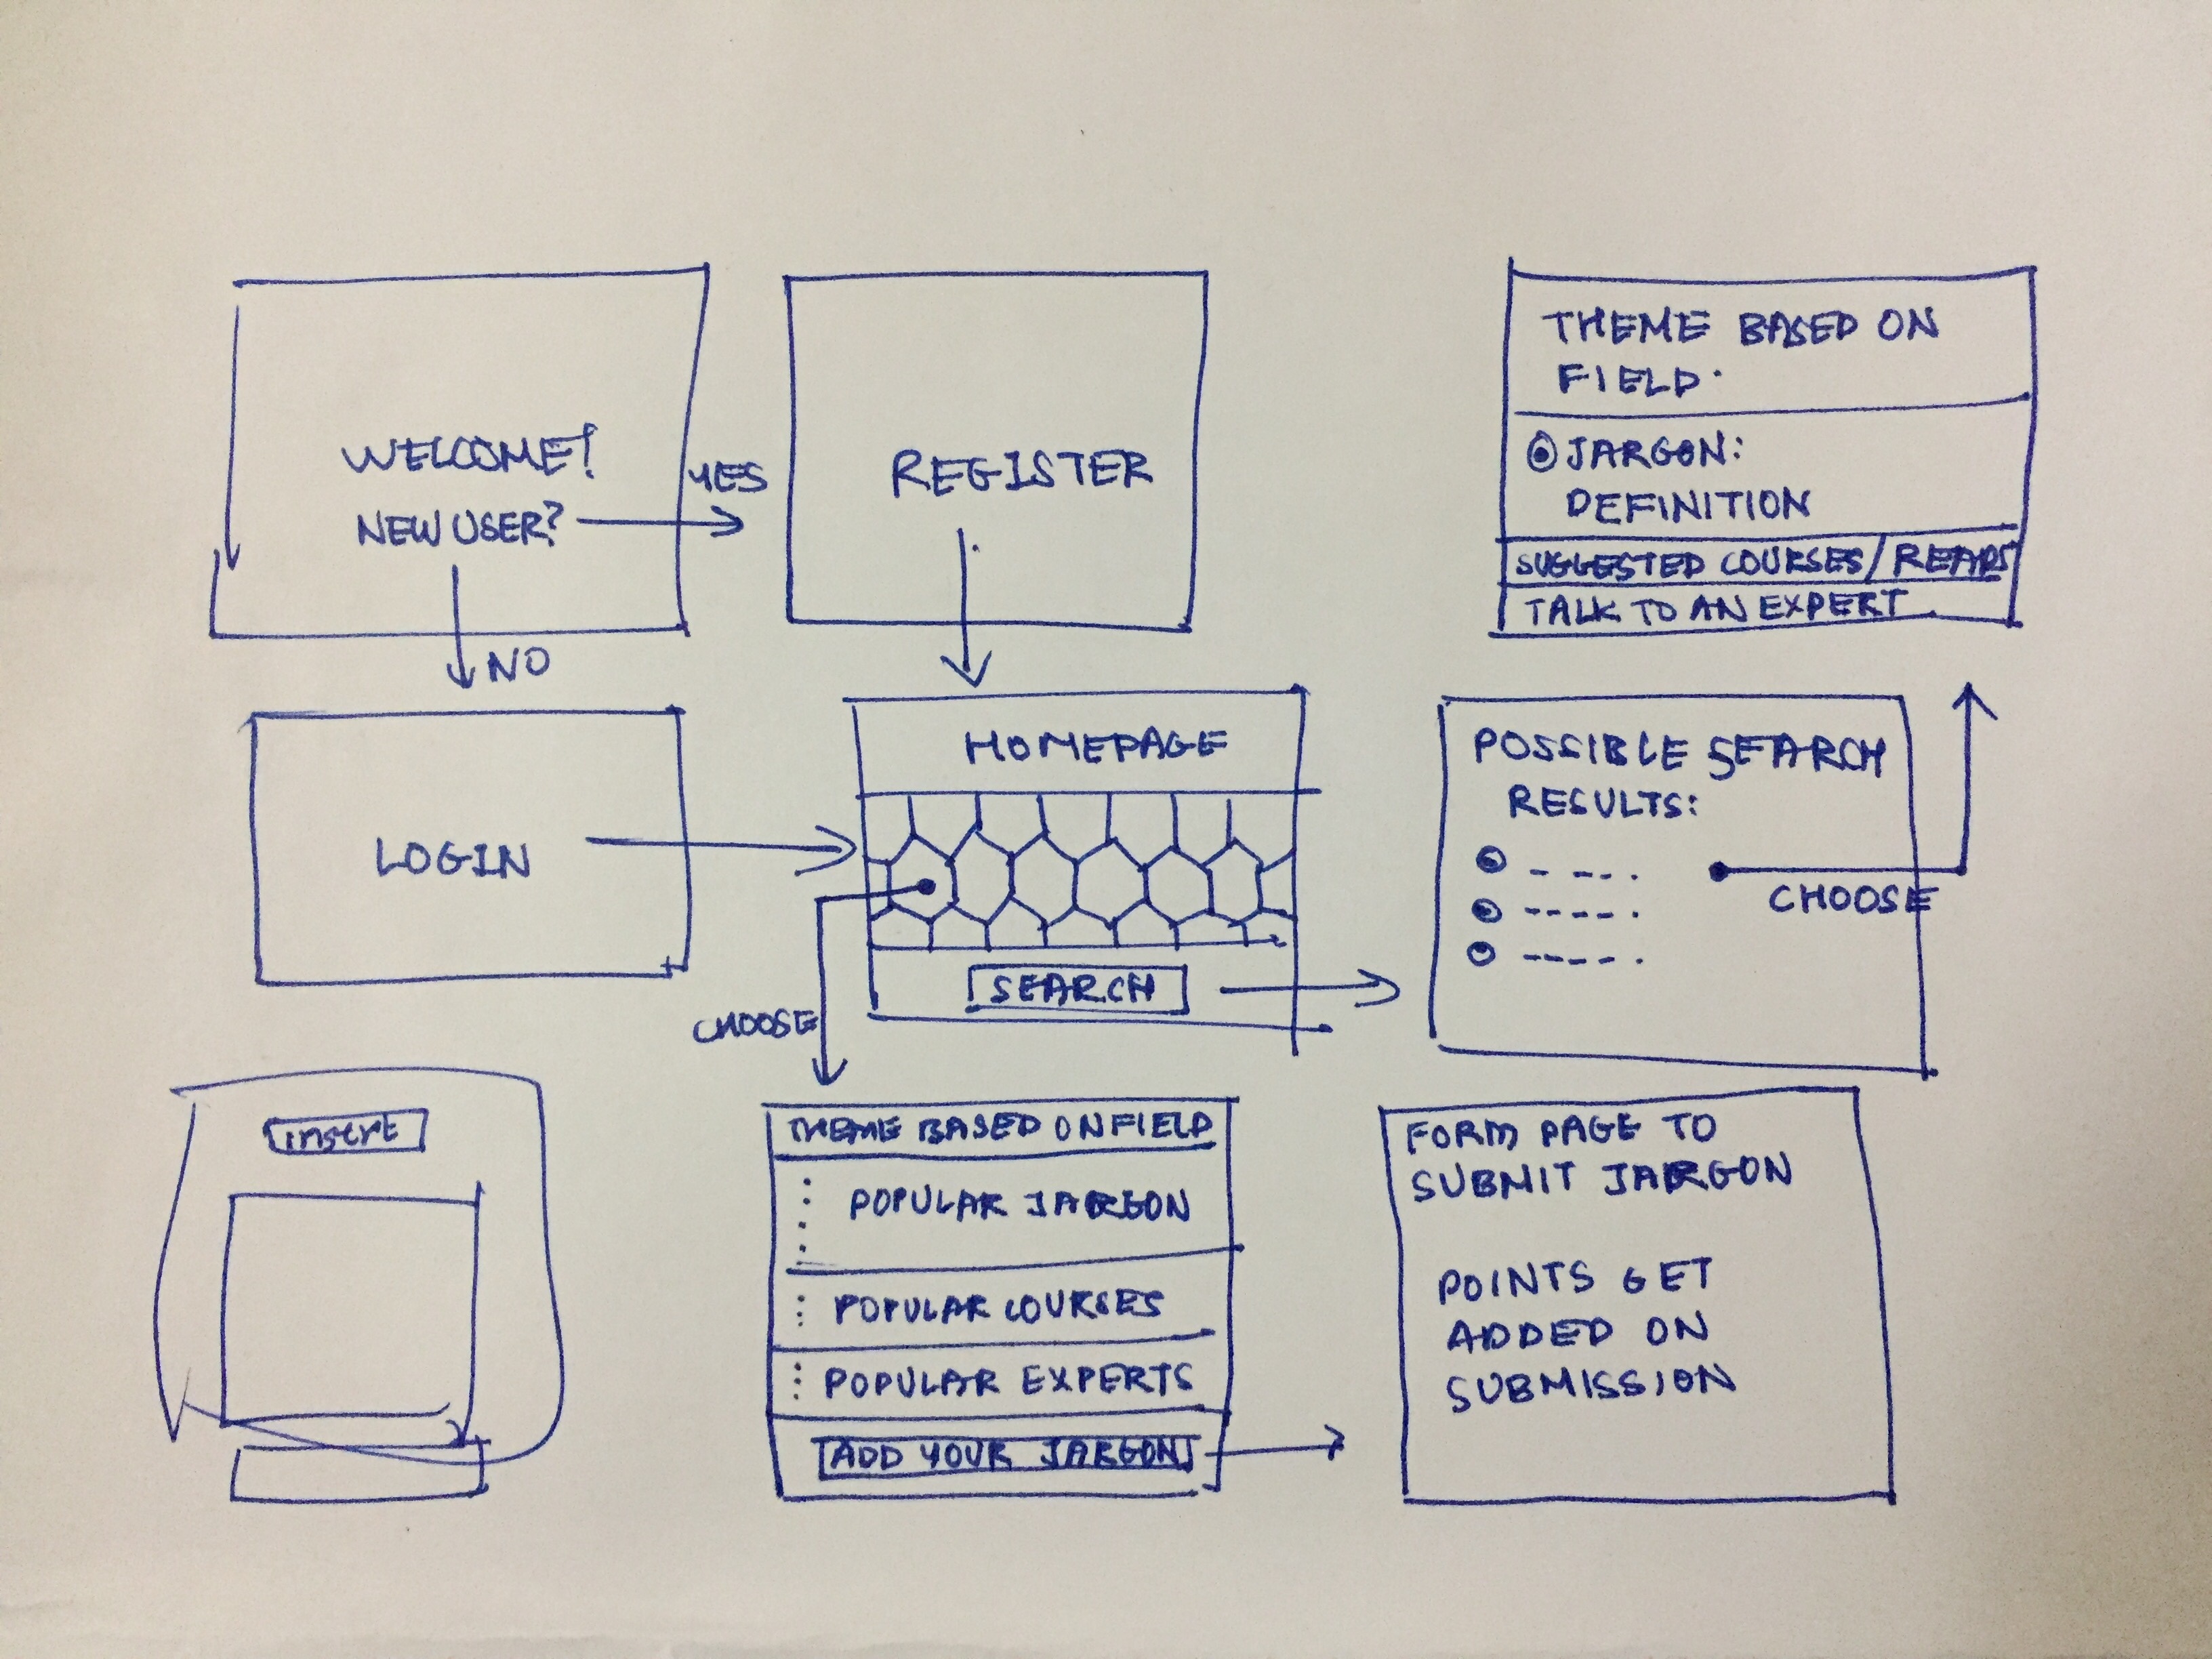 WELCOME!
NEW USER?
YES
NO
REGISTER
THEME BASED ON
FIELD.
JARGON:
DEFINITION
SUGGESTED COURSES/READS
TALK TO AN EXPERT
LOGIN
HOMEPAGE
SEARCH
CHOOSE
POSSIBLE SEARCH
RESULTS:
CHOOSE
insert
THEME BASED ON FIELD
POPULAR JARGON
POPULAR COURSES
POPULAR EXPERTS
ADD YOUR JARGON
FORM PAGE TO
SUBMIT JARGON
POINTS GET
ADDED ON
SUBMISSION